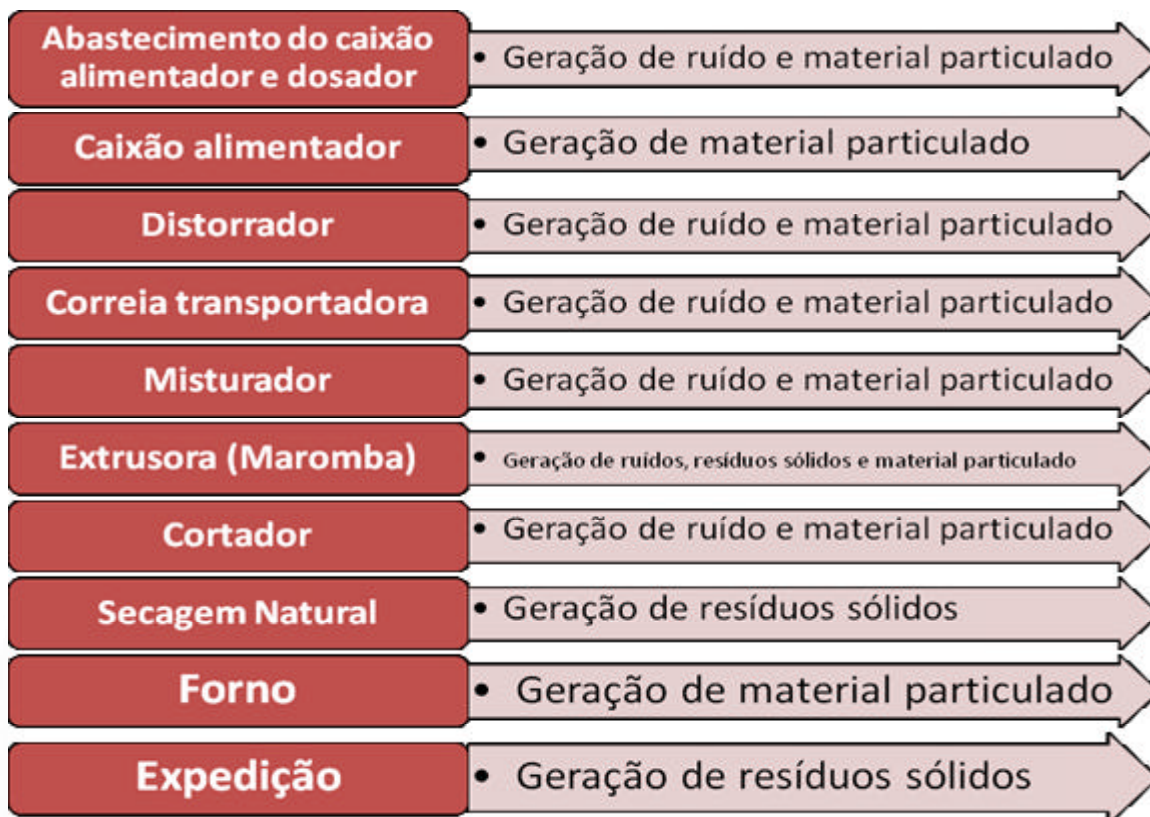 Abastecimento do caixão
alimentador e dosador
• Geração de ruído e material particulado
Caixão alimentador
• Geração de material particulado
Distorrador
• Geração de ruído e material particulado
Correia transportadora
• Geração de ruído e material particulado
Misturador
• Geração de ruído e material particulado
Extrusora (Maromba)
• Geração de ruídos, resíduos sólidos e material particulado
Cortador
• Geração de ruído e material particulado
Secagem Natural
• Geração de resíduos sólidos
Forno
• Geração de material particulado
Expedição
• Geração de resíduos sólidos